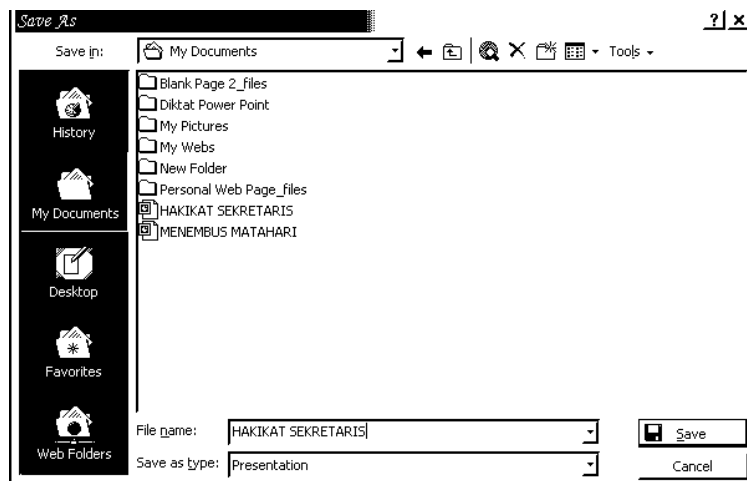 Save As
? x
Save in: My Documents Tools
History
My Documents
Desktop
Favorites
Web Folders
Blank Page 2_files
Diktat Power Point
My Pictures
My Webs
New Folder
Personal Web Page_files
HAKIKAT SEKRETARIS
MENEMBUS MATAHARI
File name: HAKIKAT SEKRETARIS
Save
Save as type: Presentation
Cancel